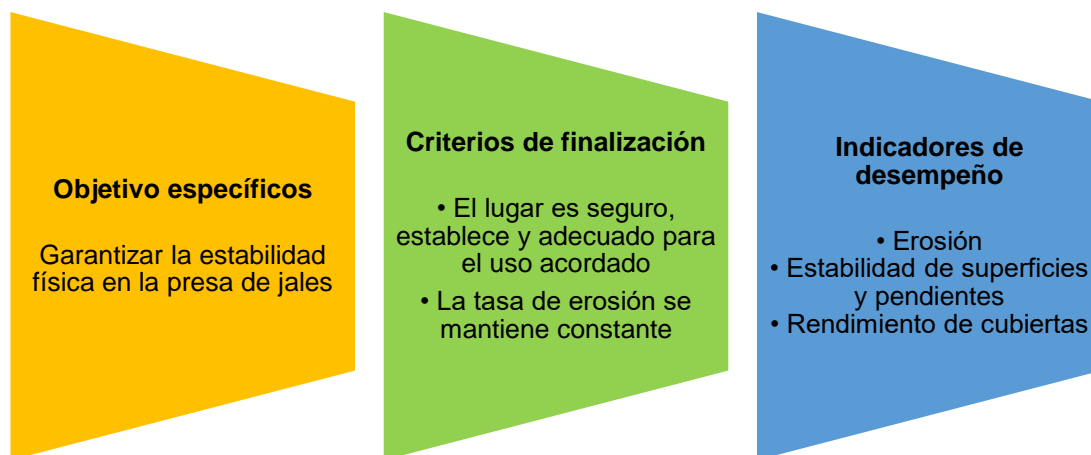 Objetivo específicos
Garantizar la estabilidad
física en la presa de jales
Criterios de finalización
• El lugar es seguro,
establece y adecuado para
el uso acordado
• La tasa de erosión se
mantiene constante
Indicadores de
desempeño
• Erosión
• Estabilidad de superficies
y pendientes
• Rendimiento de cubiertas